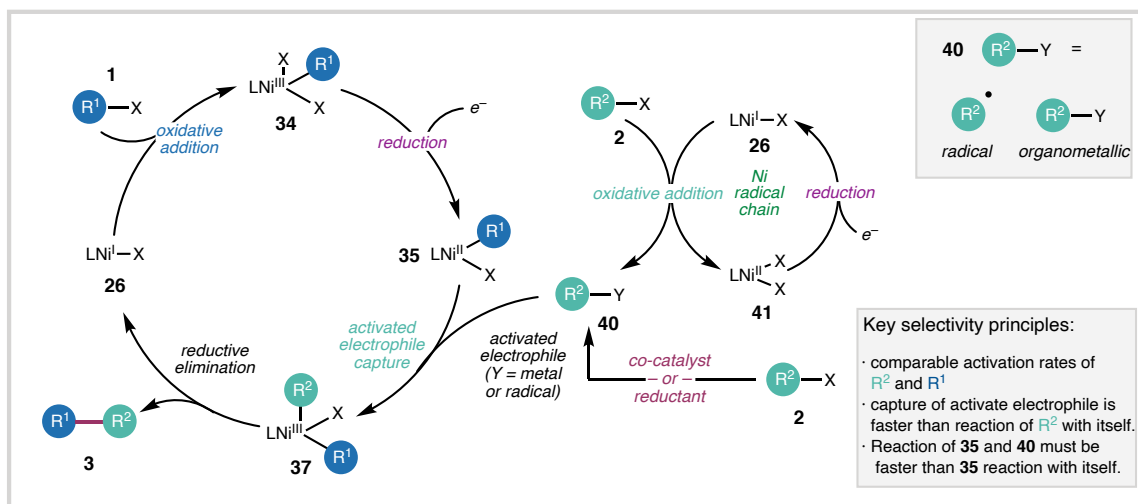 1
R¹—X
oxidative
addition
X
LNiᴵᴵᴵ
R¹
X
34
e⁻
reduction
LNiᴵ—X
26
35
LNiᴵᴵ
R¹
X
activated
electrophile
capture
reductive
elimination
R¹—R²
3
R²
LNiᴵᴵᴵ
X
R¹
37
R²—X
2
LNiᴵ—X
26
oxidative addition
Ni
radical
chain
reduction
e⁻
LNiᴵᴵ
X
X
41
R²—Y
40
activated
electrophile
(Y = metal
or radical)
co-catalyst
– or –
reductant
R²—X
2
40 R²—Y =
R² •
R²—Y
radical organometallic
Key selectivity principles:
· comparable activation rates of
R² and R¹
· capture of activate electrophile is
faster than reaction of R² with itself.
· Reaction of 35 and 40 must be
faster than 35 reaction with itself.